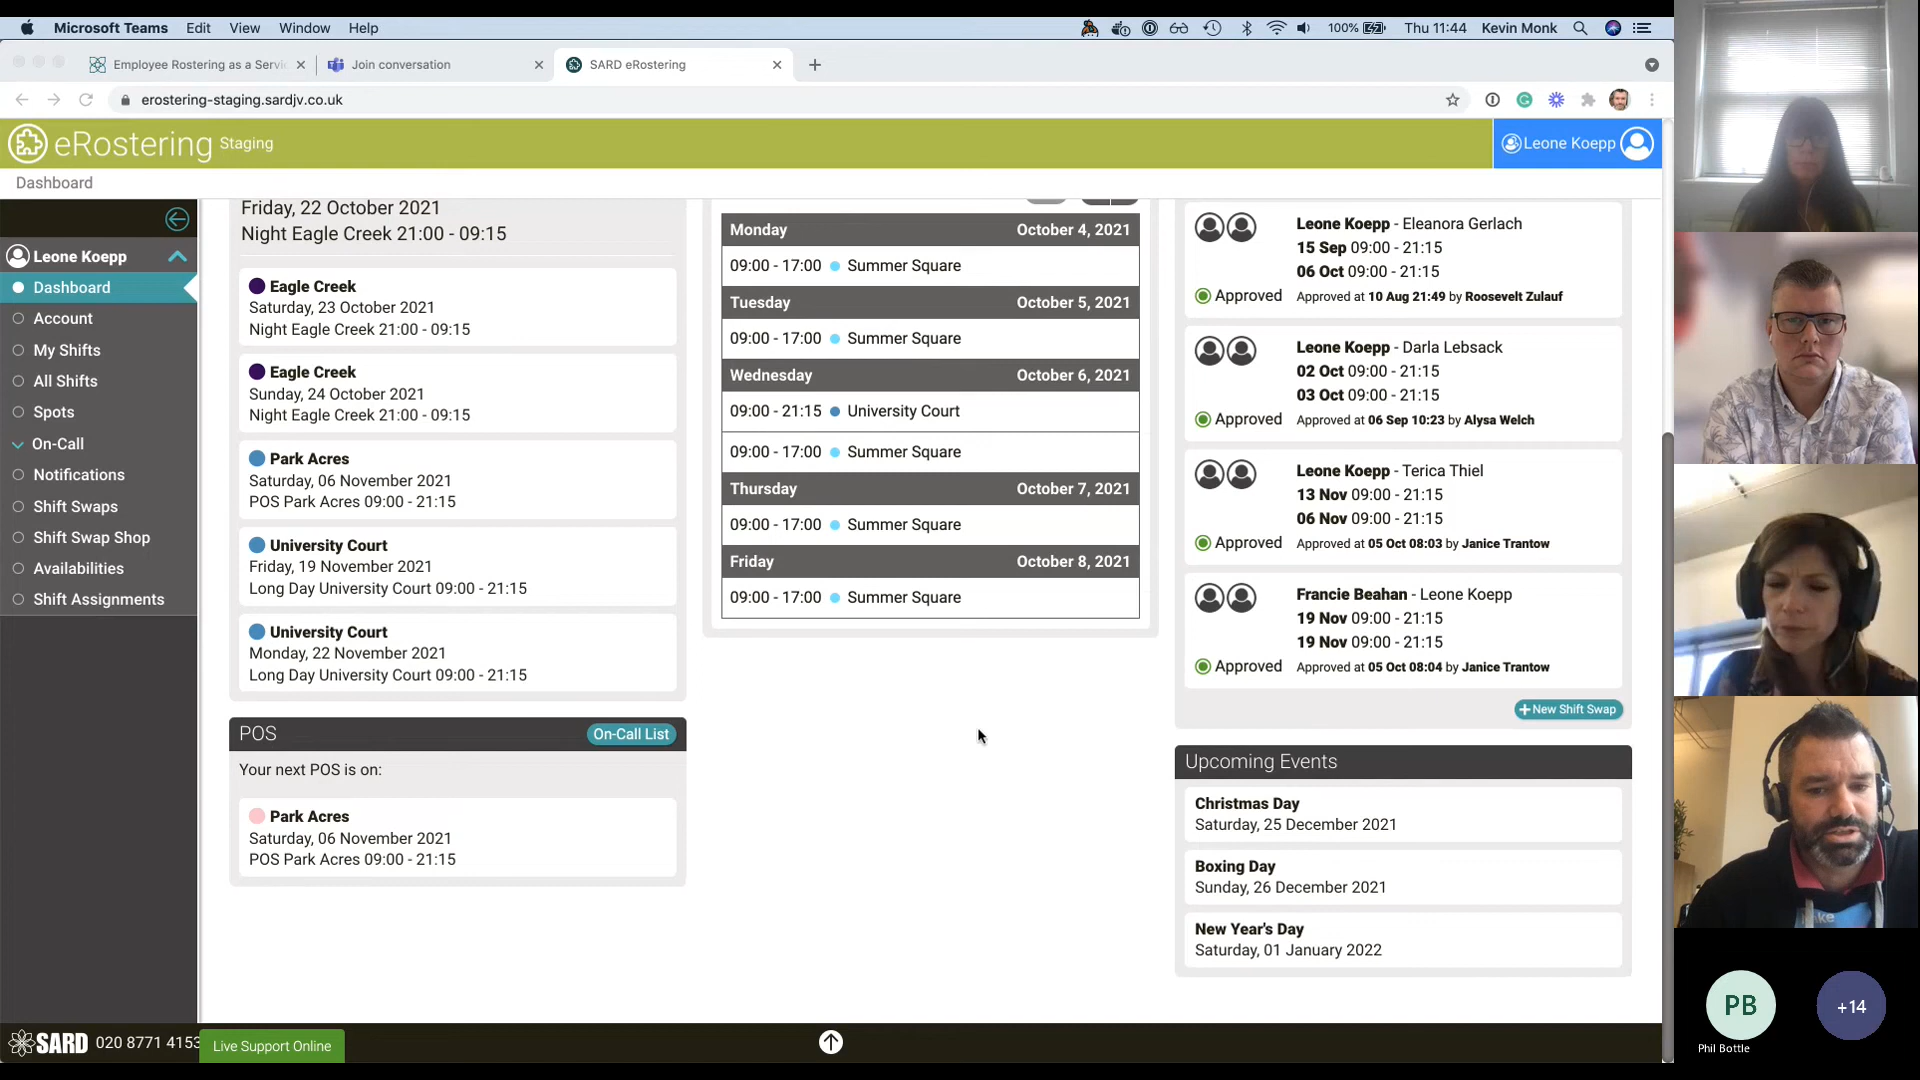 Microsoft Teams Edit View Window Help
100% Thu 11:44 Kevin Monk
Employee Rostering as a Servic
Join conversation
SARD eRostering
erostering-staging.sardjv.co.uk
eRostering Staging
Leone Koepp
Dashboard
Leone Koepp
Dashboard
Account
My Shifts
All Shifts
Spots
On-Call
Notifications
Shift Swaps
Shift Swap Shop
Availabilities
Shift Assignments
Friday, 22 October 2021
Night Eagle Creek 21:00 - 09:15
Eagle Creek
Saturday, 23 October 2021
Night Eagle Creek 21:00 - 09:15
Eagle Creek
Sunday, 24 October 2021
Night Eagle Creek 21:00 - 09:15
Park Acres
Saturday, 06 November 2021
POS Park Acres 09:00 - 21:15
University Court
Friday, 19 November 2021
Long Day University Court 09:00 - 21:15
University Court
Monday, 22 November 2021
Long Day University Court 09:00 - 21:15
POS
On-Call List
Your next POS is on:
Park Acres
Saturday, 06 November 2021
POS Park Acres 09:00 - 21:15
Monday October 4, 2021
09:00 - 17:00 Summer Square
Tuesday October 5, 2021
09:00 - 17:00 Summer Square
Wednesday October 6, 2021
09:00 - 21:15 University Court
09:00 - 17:00 Summer Square
Thursday October 7, 2021
09:00 - 17:00 Summer Square
Friday October 8, 2021
09:00 - 17:00 Summer Square
Leone Koepp - Eleanora Gerlach
15 Sep 09:00 - 21:15
06 Oct 09:00 - 21:15
Approved Approved at 10 Aug 21:49 by Roosevelt Zulauf
Leone Koepp - Darla Lebsack
02 Oct 09:00 - 21:15
03 Oct 09:00 - 21:15
Approved Approved at 06 Sep 10:23 by Alysa Welch
Leone Koepp - Terica Thiel
13 Nov 09:00 - 21:15
06 Nov 09:00 - 21:15
Approved Approved at 05 Oct 08:03 by Janice Trantow
Francie Beahan - Leone Koepp
19 Nov 09:00 - 21:15
19 Nov 09:00 - 21:15
Approved Approved at 05 Oct 08:04 by Janice Trantow
+ New Shift Swap
Upcoming Events
Christmas Day
Saturday, 25 December 2021
Boxing Day
Sunday, 26 December 2021
New Year's Day
Saturday, 01 January 2022
SARD 020 8771 4153
Live Support Online
PB
Phil Bottle
+14